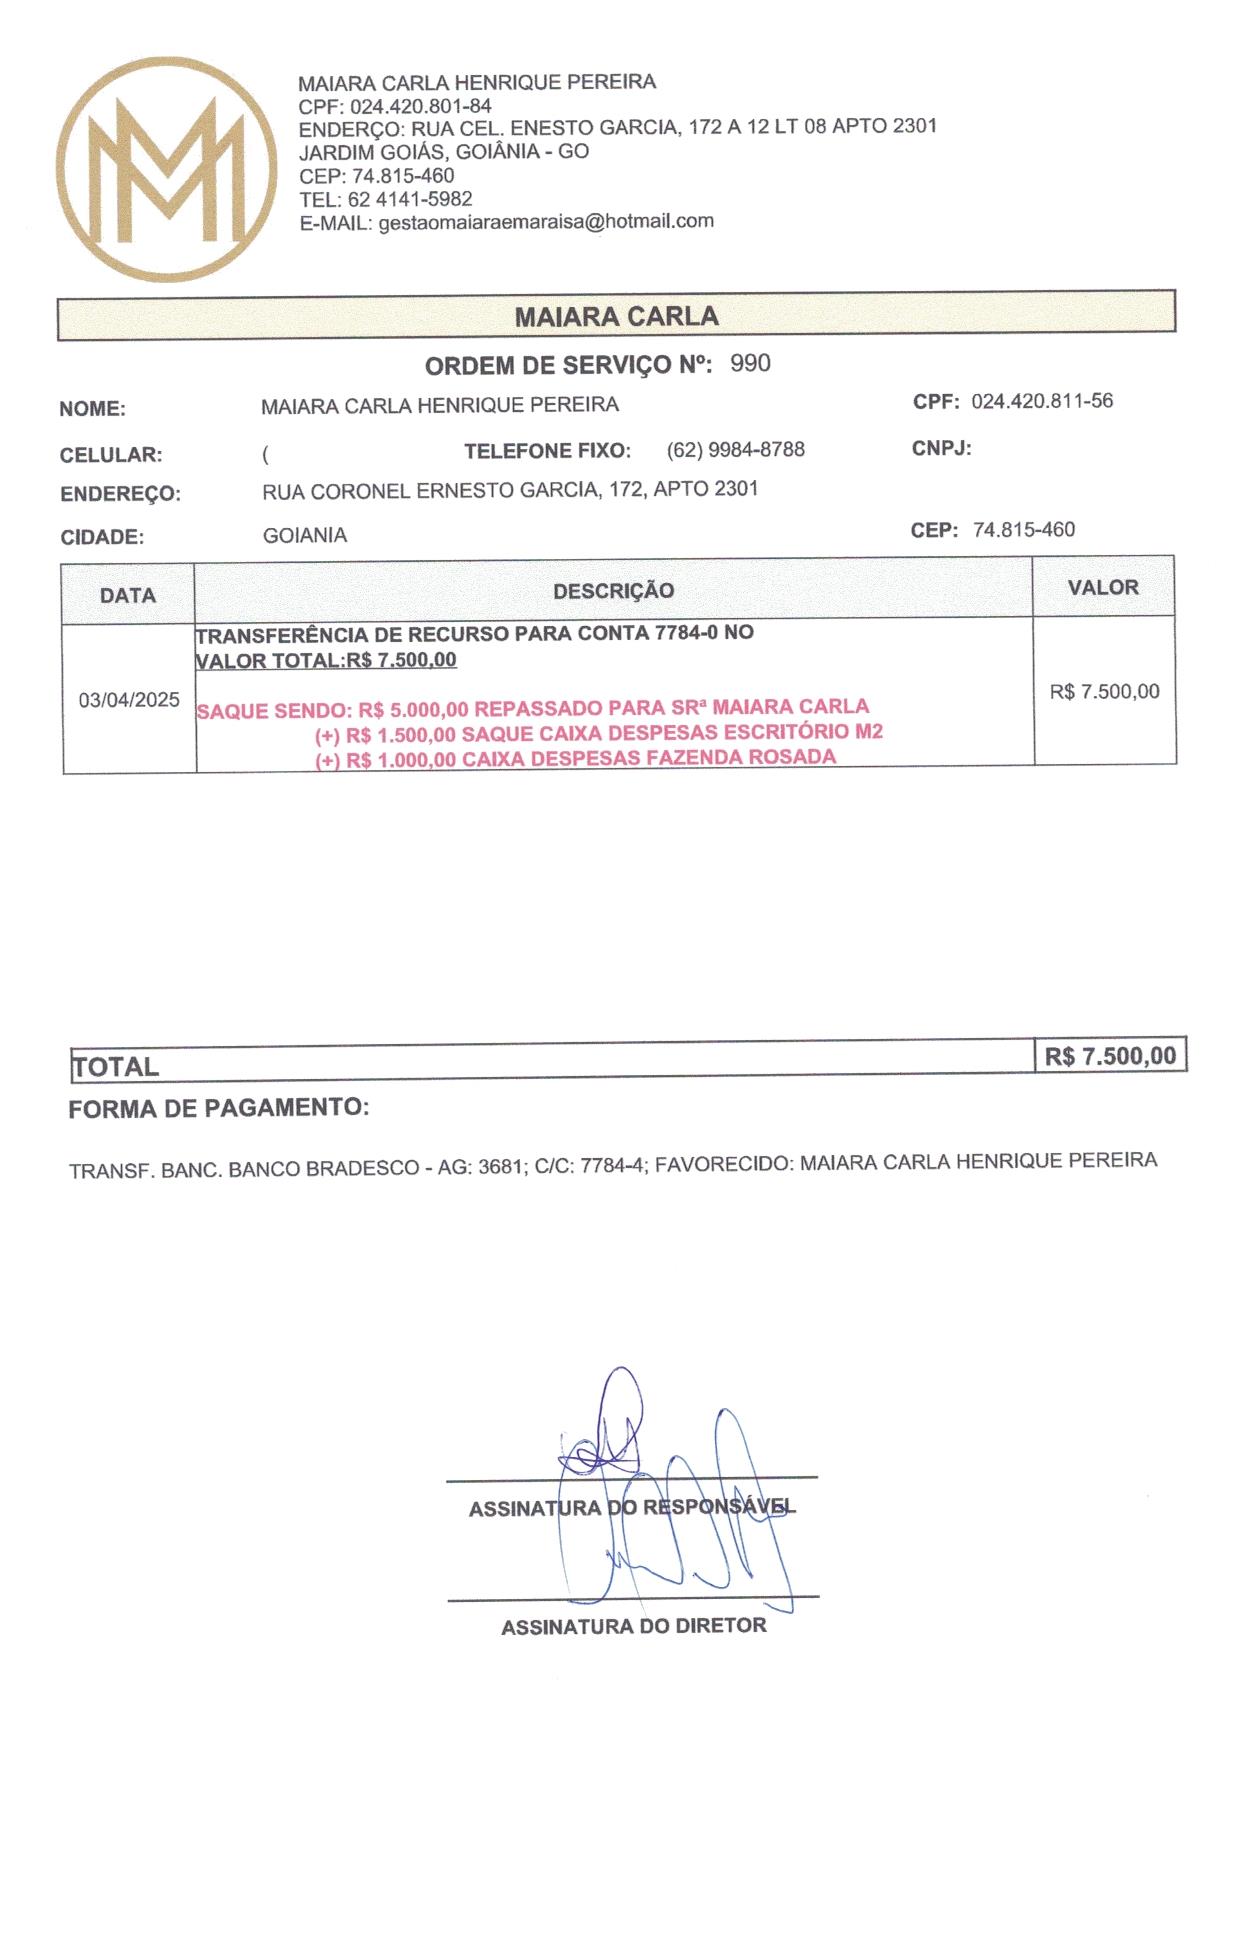 MAIARA CARLA HENRIQUE PEREIRA
CPF: 024.420.801-84
ENDERÇO: RUA CEL. ENESTO GARCIA, 172 A 12 LT 08 APTO 2301
JARDIM GOIÁS, GOIÂNIA - GO
CEP: 74.815-460
TEL: 62 4141-5982
E-MAIL: gestaomaiaraemaraisa@hotmail.com
MAIARA CARLA
ORDEM DE SERVIÇO Nº: 990
NOME: MAIARA CARLA HENRIQUE PEREIRA CPF: 024.420.811-56
CELULAR: ( TELEFONE FIXO: (62) 9984-8788 CNPJ:
ENDEREÇO: RUA CORONEL ERNESTO GARCIA, 172, APTO 2301
CIDADE: GOIANIA CEP: 74.815-460
DATA DESCRIÇÃO VALOR
TRANSFERÊNCIA DE RECURSO PARA CONTA 7784-0 NO
VALOR TOTAL:R$ 7.500,00
03/04/2025 R$ 7.500,00
SAQUE SENDO: R$ 5.000,00 REPASSADO PARA SRª MAIARA CARLA
(+) R$ 1.500,00 SAQUE CAIXA DESPESAS ESCRITÓRIO M2
(+) R$ 1.000,00 CAIXA DESPESAS FAZENDA ROSADA
TOTAL R$ 7.500,00
FORMA DE PAGAMENTO:
TRANSF. BANC. BANCO BRADESCO - AG: 3681; C/C: 7784-4; FAVORECIDO: MAIARA CARLA HENRIQUE PEREIRA
ASSINATURA DO RESPONSÁVEL
ASSINATURA DO DIRETOR